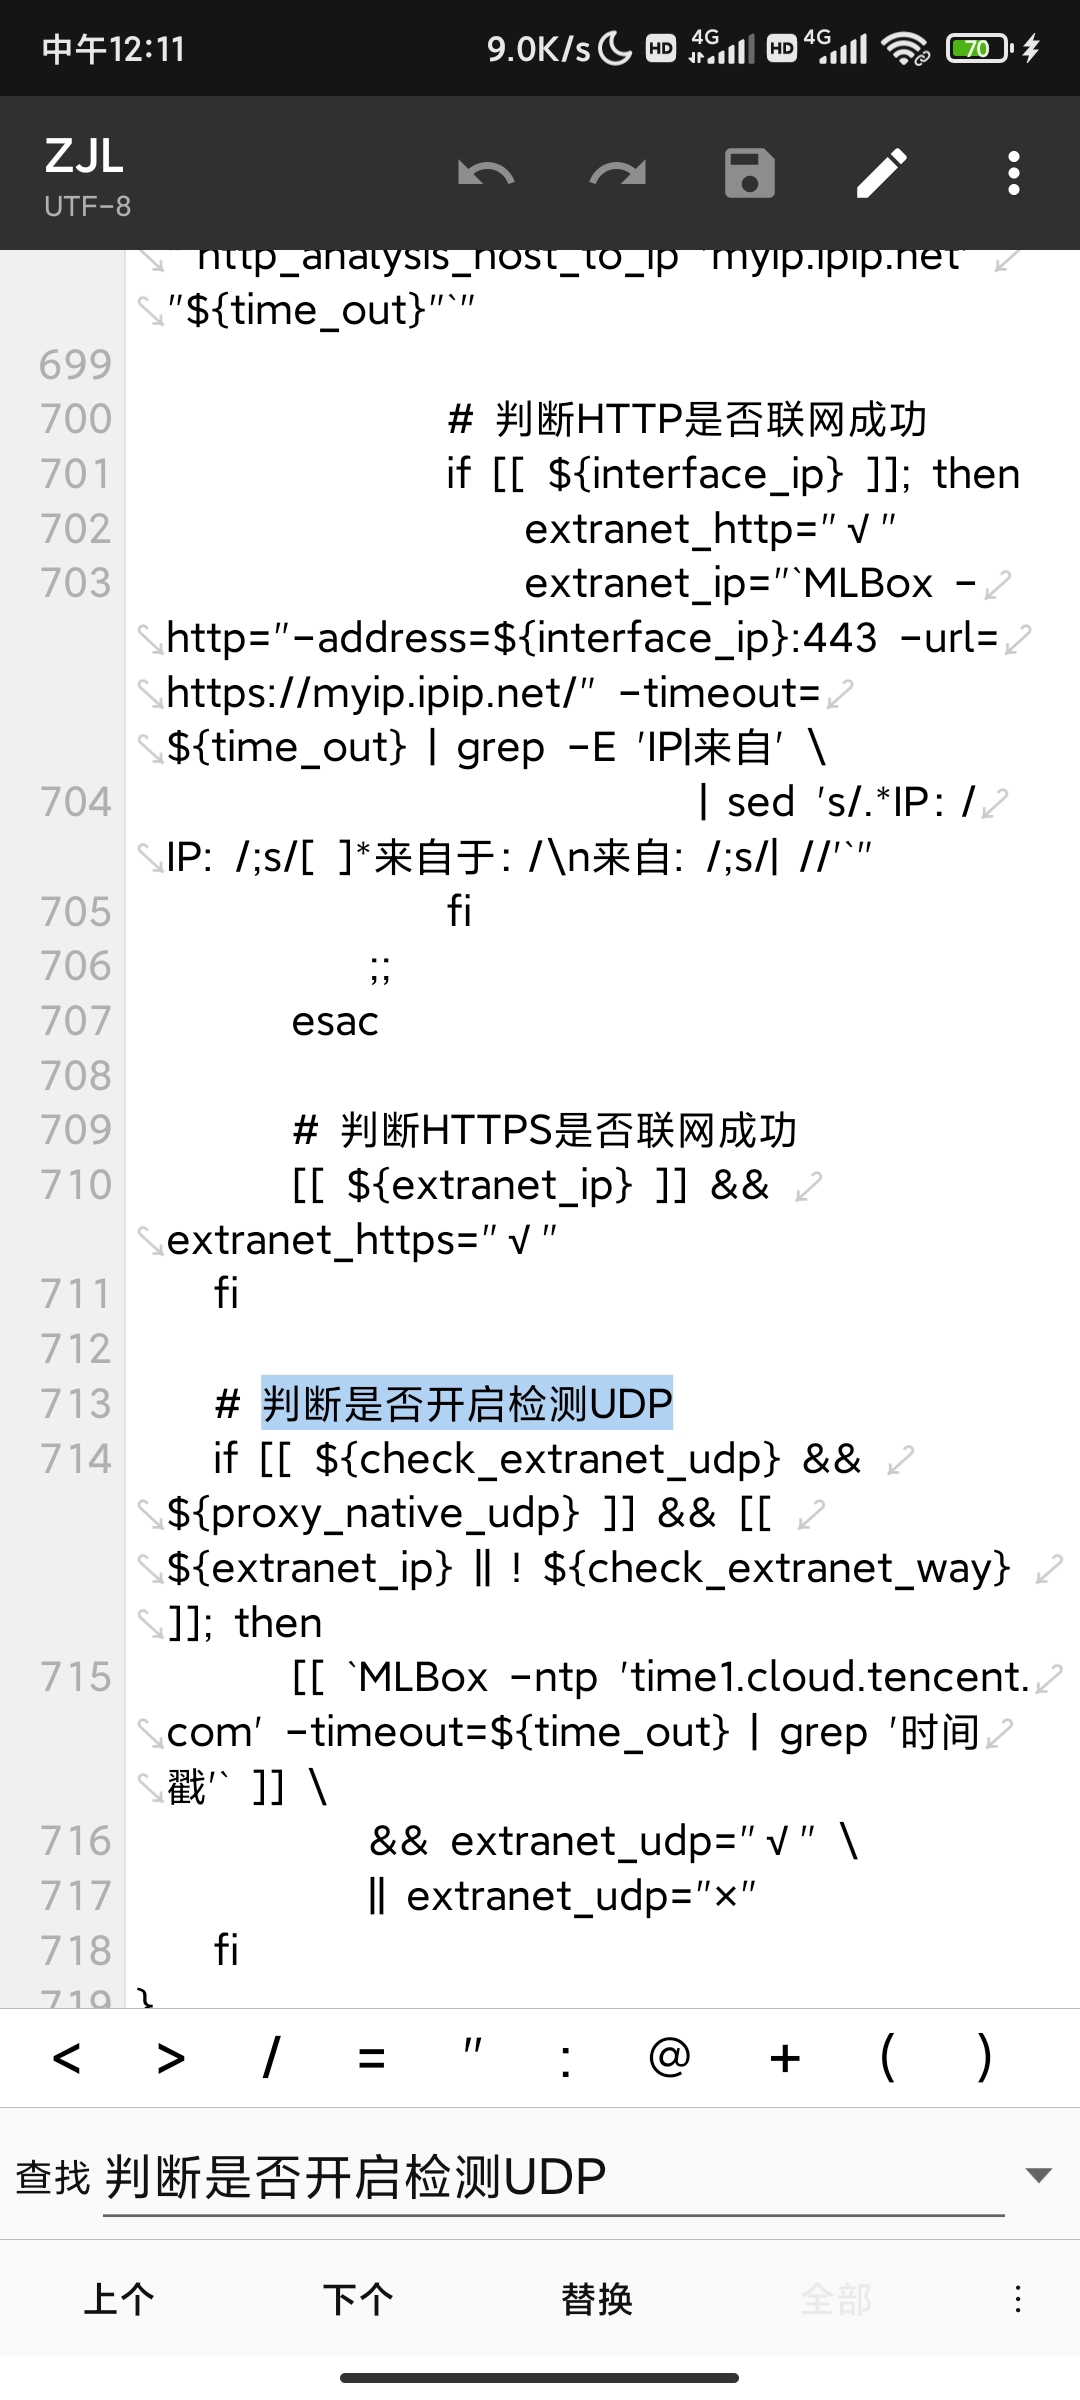 中午12:11
9.0K/s HD 4G HD 4G 70
ZJL
UTF-8
"`http_analysis_host_to_ip 'myip.ipip.net'
"${time_out}"`"
699
700 # 判断HTTP是否联网成功
701 if [[ ${interface_ip} ]]; then
702 extranet_http="√"
703 extranet_ip="`MLBox -
http="-address=${interface_ip}:443 -url=
https://myip.ipip.net/" -timeout=
${time_out} | grep -E 'IP|来自' \
704 | sed 's/.*IP: /
IP: /;s/[ ]*来自于: /\n来自: /;s/| //'`"
705 fi
706 ;;
707 esac
708
709 # 判断HTTPS是否联网成功
710 [[ ${extranet_ip} ]] &&
extranet_https="√"
711 fi
712
713 # 判断是否开启检测UDP
714 if [[ ${check_extranet_udp} &&
${proxy_native_udp} ]] && [[
${extranet_ip} || ! ${check_extranet_way}
]]; then
715 [[ `MLBox -ntp 'time1.cloud.tencent.
com' -timeout=${time_out} | grep '时间
戳'` ]] \
716 && extranet_udp="√" \
717 || extranet_udp="×"
718 fi
719 }
< > / = " : @ + ( )
查找 判断是否开启检测UDP
上个 下个 替换 全部